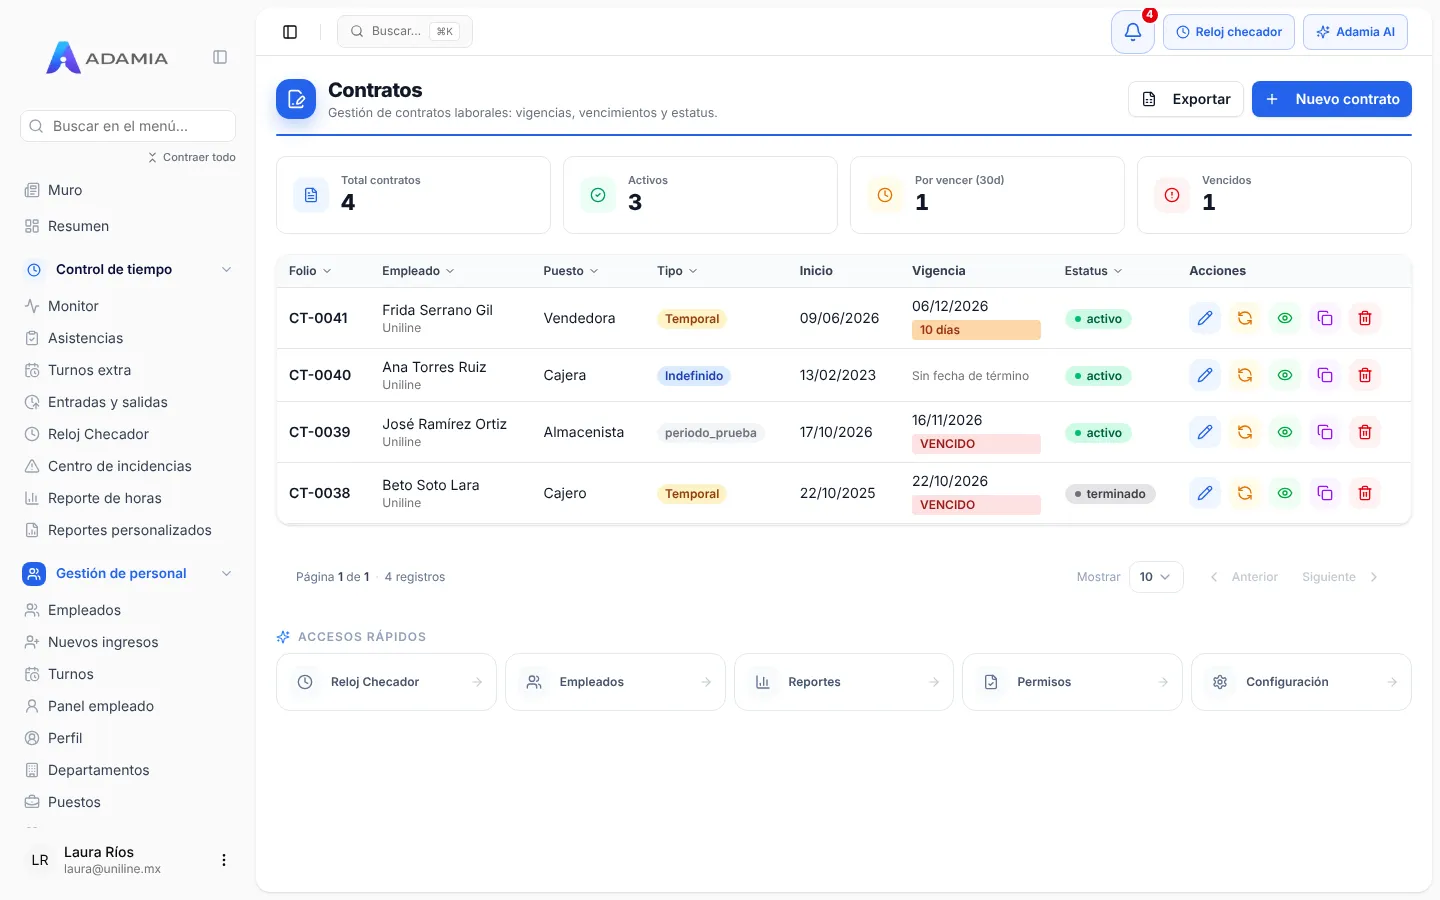 ADAMIA
Buscar en el menú...
Contraer todo
Muro
Resumen
Control de tiempo
Monitor
Asistencias
Turnos extra
Entradas y salidas
Reloj Checador
Centro de incidencias
Reporte de horas
Reportes personalizados
Gestión de personal
Empleados
Nuevos ingresos
Turnos
Panel empleado
Perfil
Departamentos
Puestos
LR
Laura Ríos
laura@uniline.mx
Buscar... ⌘K
4
Reloj checador
Adamia AI
Contratos
Gestión de contratos laborales: vigencias, vencimientos y estatus.
Exportar
Nuevo contrato
Total contratos
4
Activos
3
Por vencer (30d)
1
Vencidos
1
Folio Empleado Puesto Tipo Inicio Vigencia Estatus Acciones
CT-0041 Frida Serrano Gil Vendedora Temporal 09/06/2026 06/12/2026 activo
Uniline 10 días
CT-0040 Ana Torres Ruiz Cajera Indefinido 13/02/2023 Sin fecha de término activo
Uniline
CT-0039 José Ramírez Ortiz Almacenista periodo_prueba 17/10/2026 16/11/2026 activo
Uniline VENCIDO
CT-0038 Beto Soto Lara Cajero Temporal 22/10/2025 22/10/2026 terminado
Uniline VENCIDO
Página 1 de 1 · 4 registros
Mostrar 10 Anterior Siguiente
ACCESOS RÁPIDOS
Reloj Checador
Empleados
Reportes
Permisos
Configuración